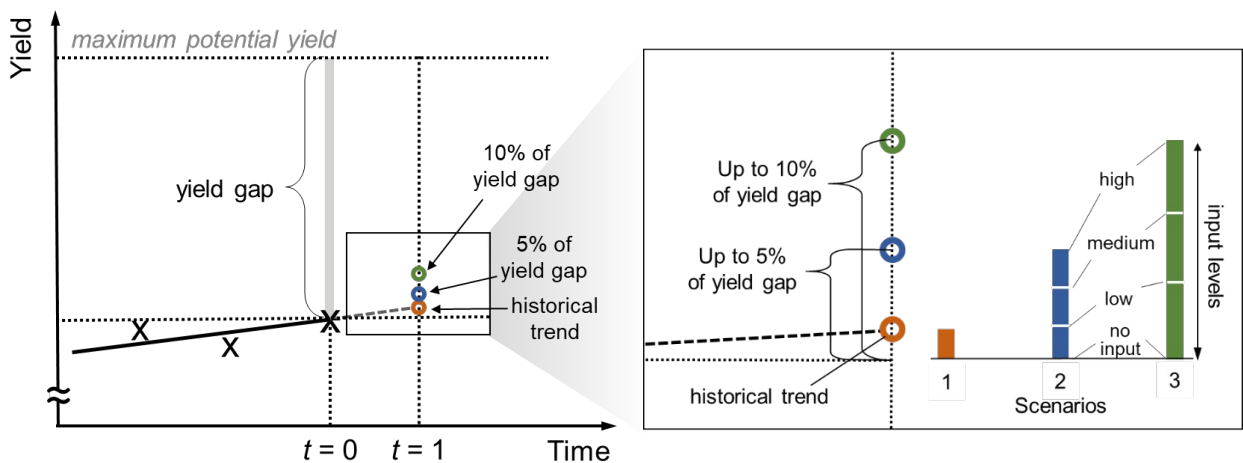 Yield
maximum potential yield
yield gap
10% of
yield gap
5% of
yield gap
historical
trend
X
X
X
t = 0
t = 1
Time
Up to 10%
of yield gap
Up to 5%
of yield gap
historical trend
high
medium
low
no
input
input levels
1
2
3
Scenarios